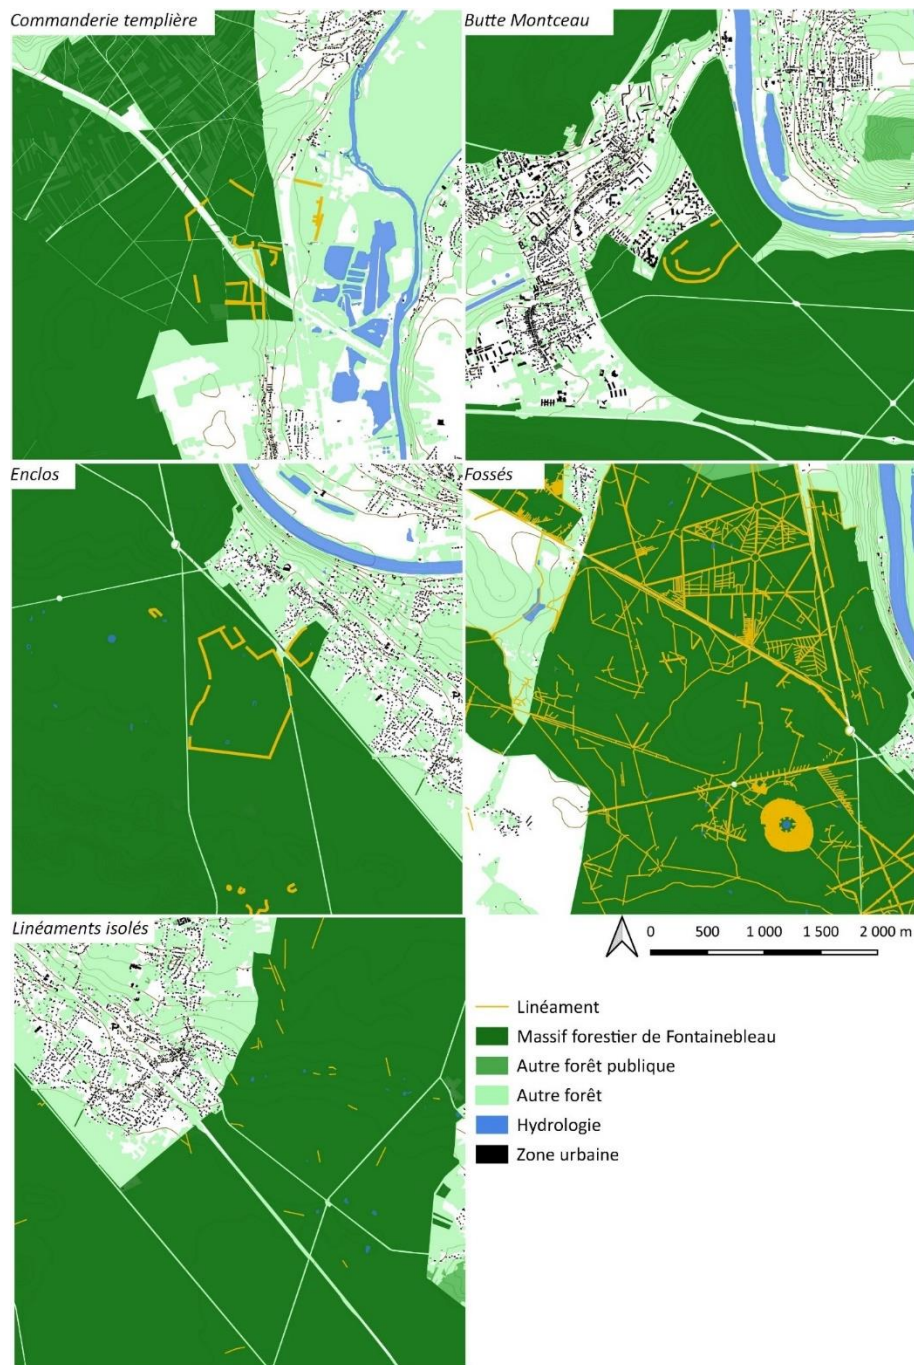 Commanderie templière
Butte Montceau
Enclos
Fossés
Linéaments isolés
0 500 1 000 1 500 2 000 m
Linéament
Massif forestier de Fontainebleau
Autre forêt publique
Autre forêt
Hydrologie
Zone urbaine